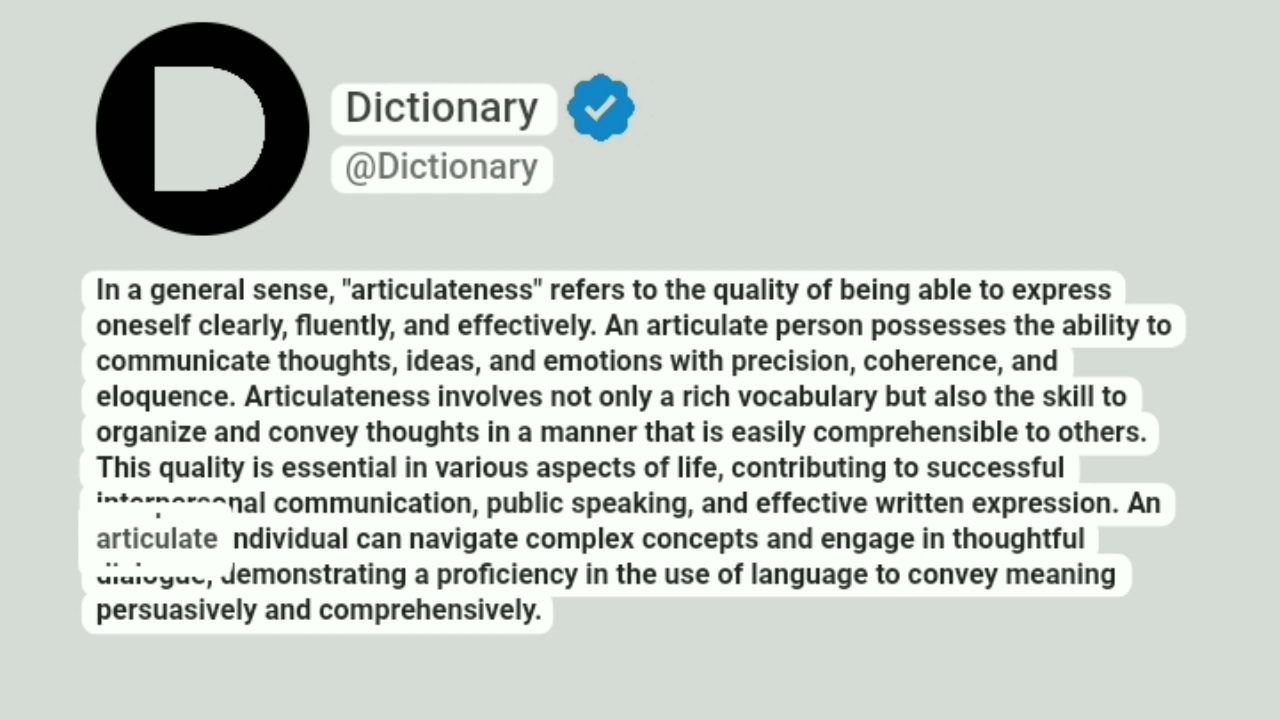 D
Dictionary
@Dictionary
In a general sense, "articulateness" refers to the quality of being able to express
oneself clearly, fluently, and effectively. An articulate person possesses the ability to
communicate thoughts, ideas, and emotions with precision, coherence, and
eloquence. Articulateness involves not only a rich vocabulary but also the skill to
organize and convey thoughts in a manner that is easily comprehensible to others.
This quality is essential in various aspects of life, contributing to successful
interpersonal communication, public speaking, and effective written expression. An
articulate ndividual can navigate complex concepts and engage in thoughtful
dialogue, demonstrating a proficiency in the use of language to convey meaning
persuasively and comprehensively.